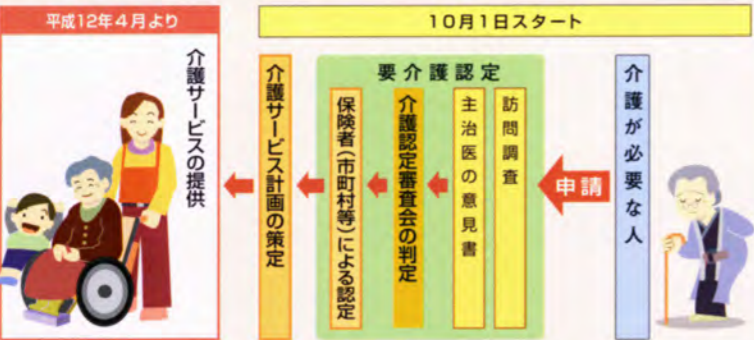 平成12年4月より
10月1日スタート
介護が必要な人
申請
要介護認定
訪問調査
主治医の意見書
介護認定審査会の判定
保険者(市町村等)による認定
介護サービス計画の策定
介護サービスの提供